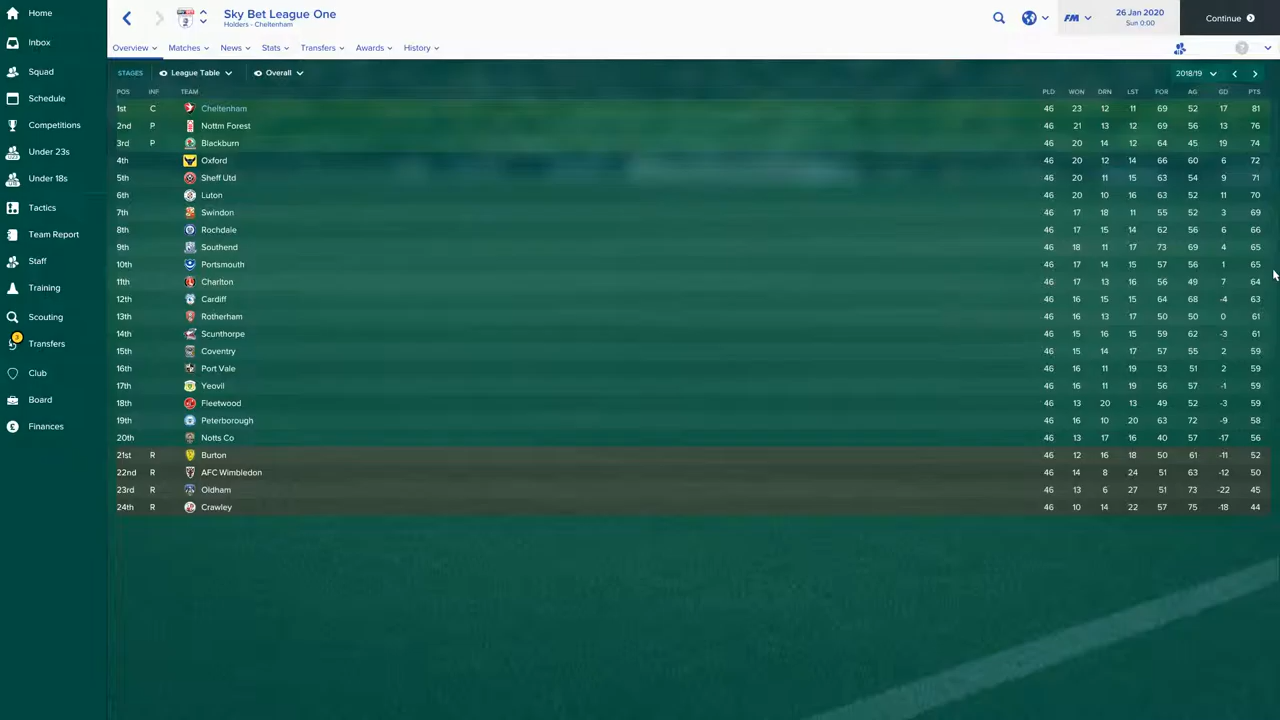 Home
Inbox
Squad
Schedule
Competitions
Under 23s
Under 18s
Tactics
Team Report
Staff
Training
Scouting
3
Transfers
Club
Board
Finances
Sky Bet League One
Holders - Cheltenham
FM
26 Jan 2020
Sun 0:00
Continue
Overview Matches News Stats Transfers Awards History
?
STAGES League Table Overall 2018/19
POS INF TEAM PLD WON DRN LST FOR AG GD PTS
1st C Cheltenham 46 23 12 11 69 52 17 81
2nd P Nottm Forest 46 21 13 12 69 56 13 76
3rd P Blackburn 46 20 14 12 64 45 19 74
4th Oxford 46 20 12 14 66 60 6 72
5th Sheff Utd 46 20 11 15 63 54 9 71
6th Luton 46 20 10 16 63 52 11 70
7th Swindon 46 17 18 11 55 52 3 69
8th Rochdale 46 17 15 14 62 56 6 66
9th Southend 46 18 11 17 73 69 4 65
10th Portsmouth 46 17 14 15 57 56 1 65
11th Charlton 46 17 13 16 56 49 7 64
12th Cardiff 46 16 15 15 64 68 -4 63
13th Rotherham 46 16 13 17 50 50 0 61
14th Scunthorpe 46 15 16 15 59 62 -3 61
15th Coventry 46 15 14 17 57 55 2 59
16th Port Vale 46 16 11 19 53 51 2 59
17th Yeovil 46 16 11 19 56 57 -1 59
18th Fleetwood 46 13 20 13 49 52 -3 59
19th Peterborough 46 16 10 20 63 72 -9 58
20th Notts Co 46 13 17 16 40 57 -17 56
21st R Burton 46 12 16 18 50 61 -11 52
22nd R AFC Wimbledon 46 14 8 24 51 63 -12 50
23rd R Oldham 46 13 6 27 51 73 -22 45
24th R Crawley 46 10 14 22 57 75 -18 44